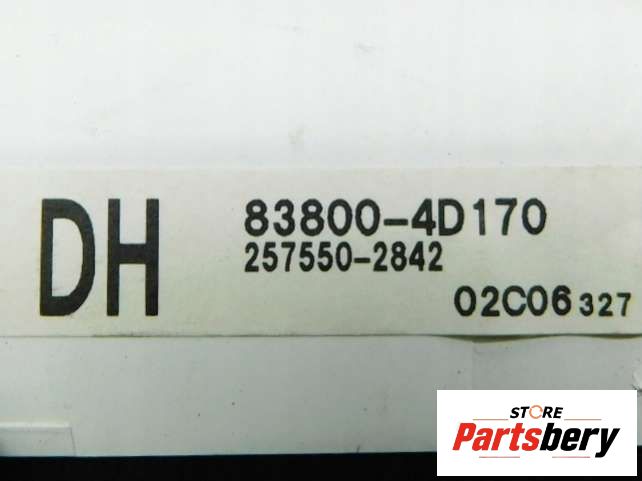 DH
83800-4D170
257550-2842
02C06 327
STORE
Partsbery